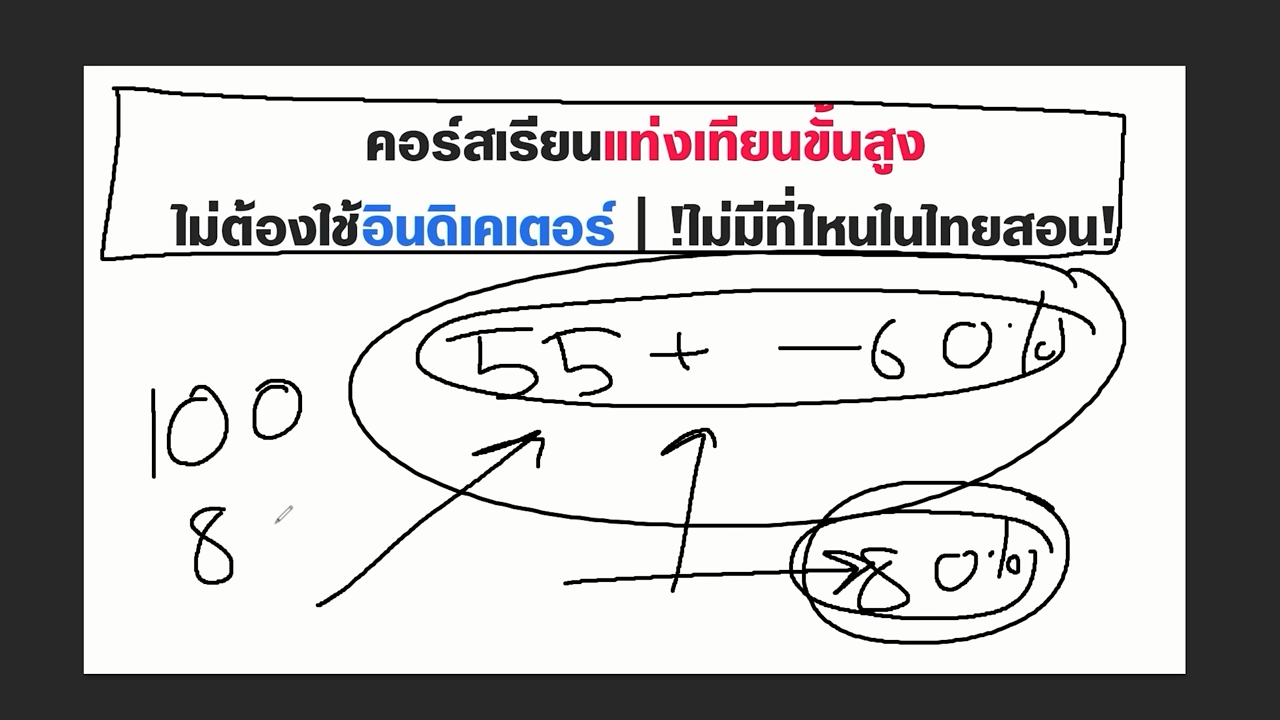 คอร์สเรียนแท่งเทียนขั้นสูง
ไม่ต้องใช้อินดิเคเตอร์ | !ไม่มีที่ไหนในไทยสอน!
55+ - 60%
100
8
80%